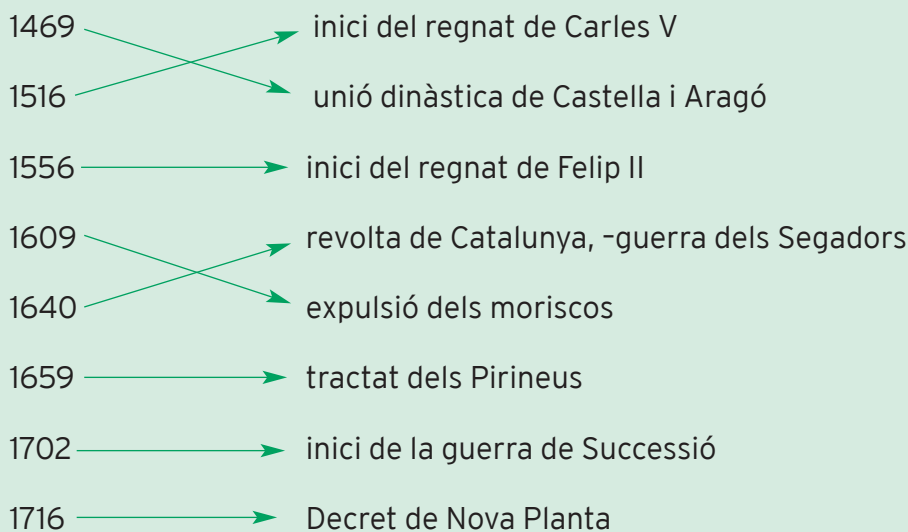 1469 inici del regnat de Carles V
1516 unió dinàstica de Castella i Aragó
1556 inici del regnat de Felip II
1609 revolta de Catalunya, –guerra dels Segadors
1640 expulsió dels moriscos
1659 tractat dels Pirineus
1702 inici de la guerra de Successió
1716 Decret de Nova Planta